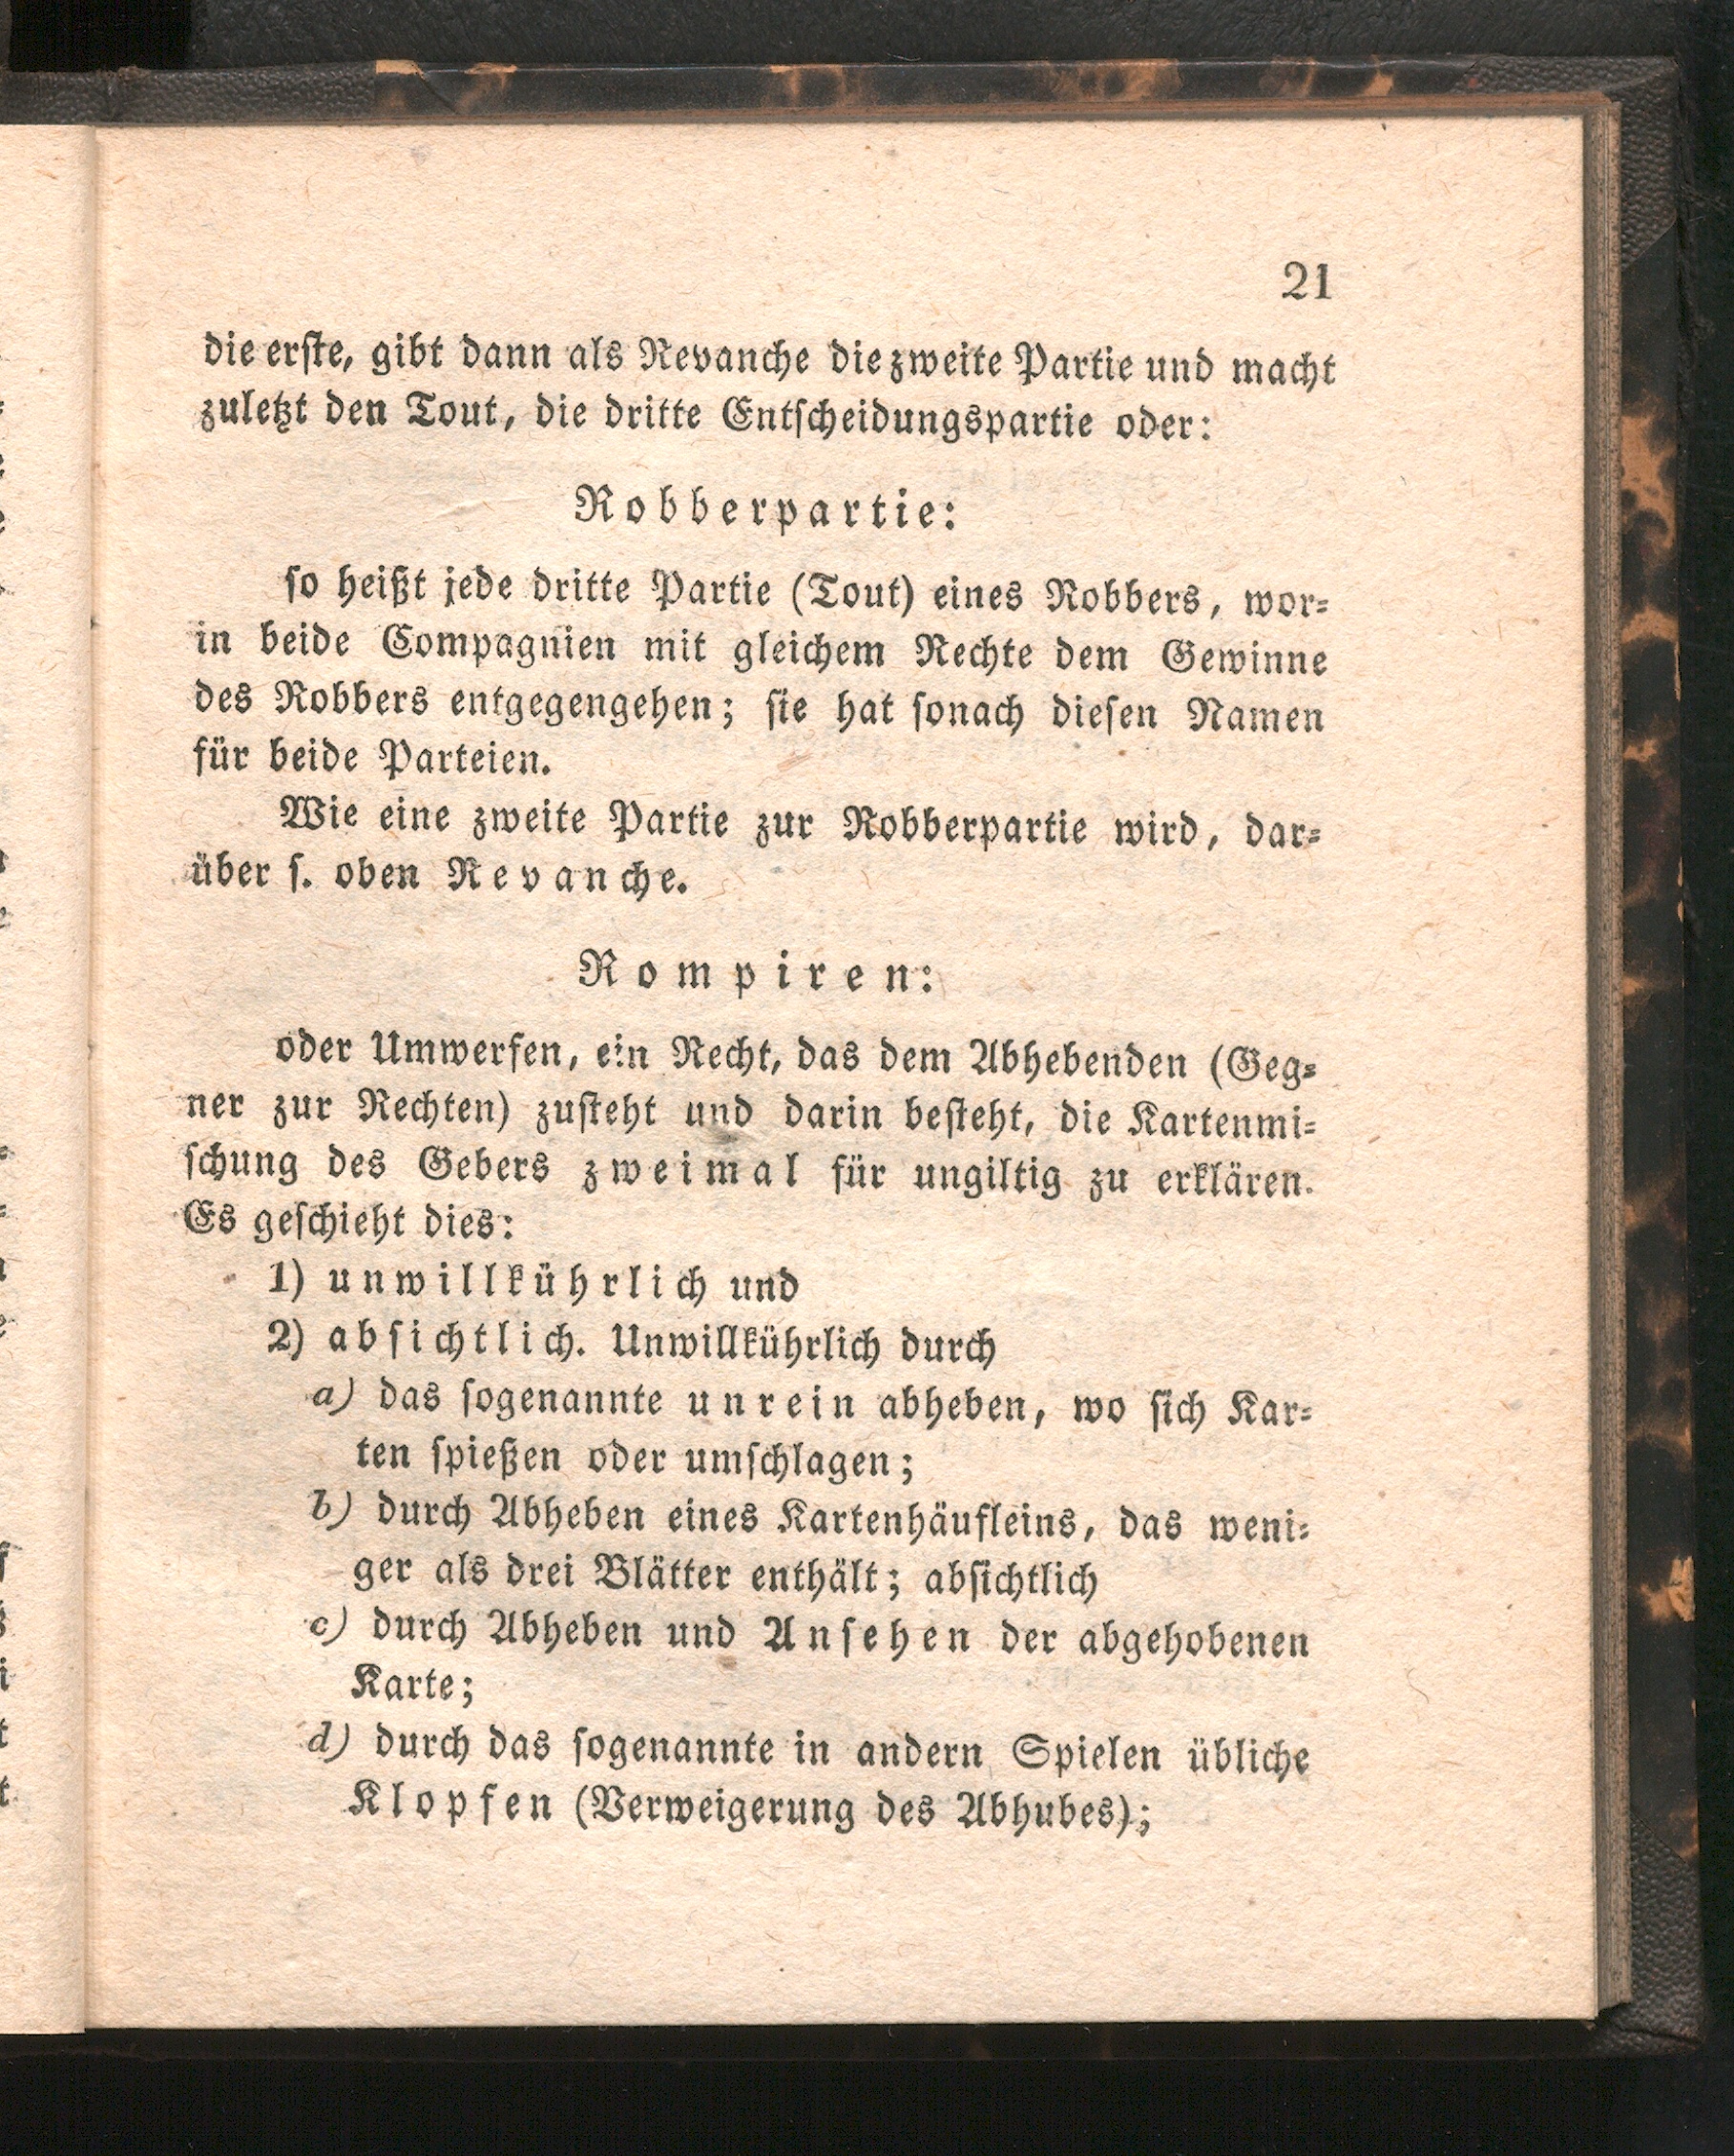 21
die erste, gibt dann als Revanche die zweite Partie und macht
zuletzt den Tout, die dritte Entscheidungspartie oder:
Robberpartie:
so heißt jede dritte Partie (Tout) eines Robbers, wor-
in beide Compagnien mit gleichem Rechte dem Gewinne
des Robbers entgegengehen; sie hat sonach diesen Namen
für beide Parteien.
Wie eine zweite Partie zur Robberpartie wird, dar-
über s. oben Revanche.
Rompiren:
oder Umwerfen, ein Recht, das dem Abhebenden (Geg-
ner zur Rechten) zusteht und darin besteht, die Kartenmi-
schung des Gebers zweimal für ungiltig zu erklären.
Es geschieht dies:
1) unwillkührlich und
2) absichtlich. Unwillkührlich durch
a) das sogenannte unrein abheben, wo sich Kar-
ten spießen oder umschlagen;
b) durch Abheben eines Kartenhäufleins, das weni-
ger als drei Blätter enthält; absichtlich
c) durch Abheben und Ansehen der abgehobenen
Karte;
d) durch das sogenannte in andern Spielen übliche
Klopfen (Verweigerung des Abhubes);